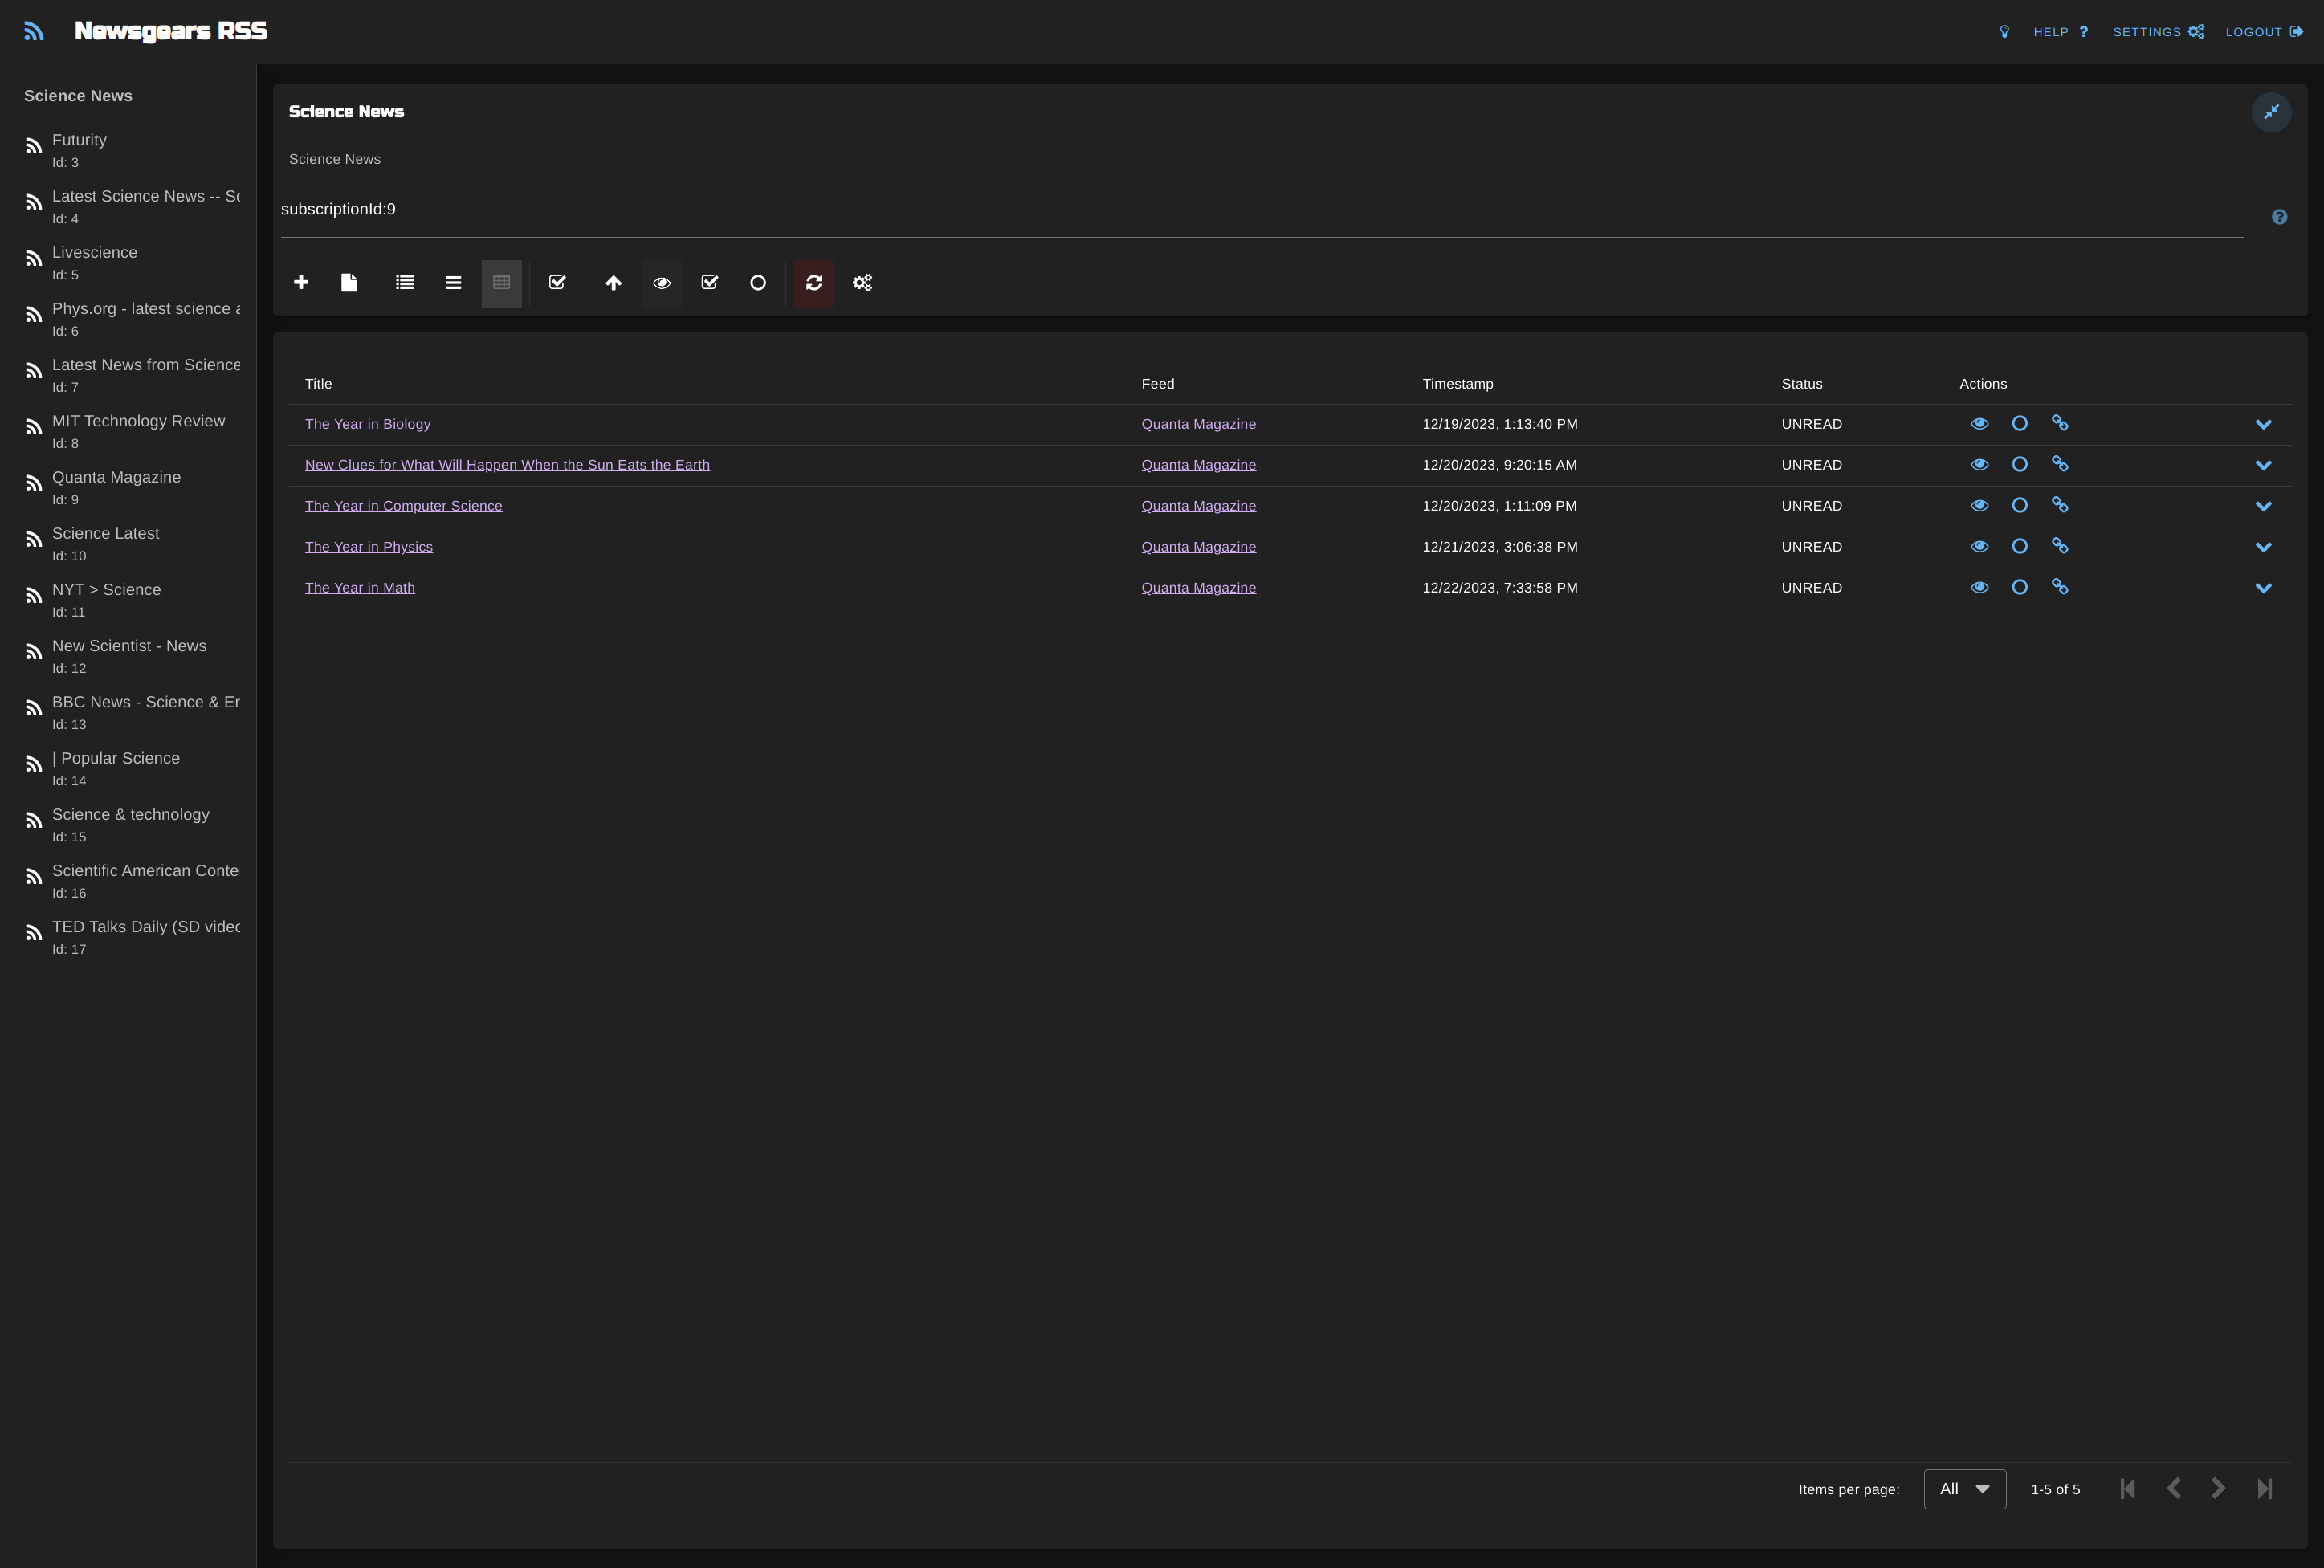 Newsgears RSS
HELP ?
SETTINGS
LOGOUT
Science News
Futurity
Id: 3
Latest Science News -- Sc
Id: 4
Livescience
Id: 5
Phys.org - latest science a
Id: 6
Latest News from Science
Id: 7
MIT Technology Review
Id: 8
Quanta Magazine
Id: 9
Science Latest
Id: 10
NYT > Science
Id: 11
New Scientist - News
Id: 12
BBC News - Science & En
Id: 13
| Popular Science
Id: 14
Science & technology
Id: 15
Scientific American Conte
Id: 16
TED Talks Daily (SD video
Id: 17
Science News
Science News
subscriptionId:9
Title Feed Timestamp Status Actions
The Year in Biology Quanta Magazine 12/19/2023, 1:13:40 PM UNREAD
New Clues for What Will Happen When the Sun Eats the Earth Quanta Magazine 12/20/2023, 9:20:15 AM UNREAD
The Year in Computer Science Quanta Magazine 12/20/2023, 1:11:09 PM UNREAD
The Year in Physics Quanta Magazine 12/21/2023, 3:06:38 PM UNREAD
The Year in Math Quanta Magazine 12/22/2023, 7:33:58 PM UNREAD
Items per page: All 1-5 of 5